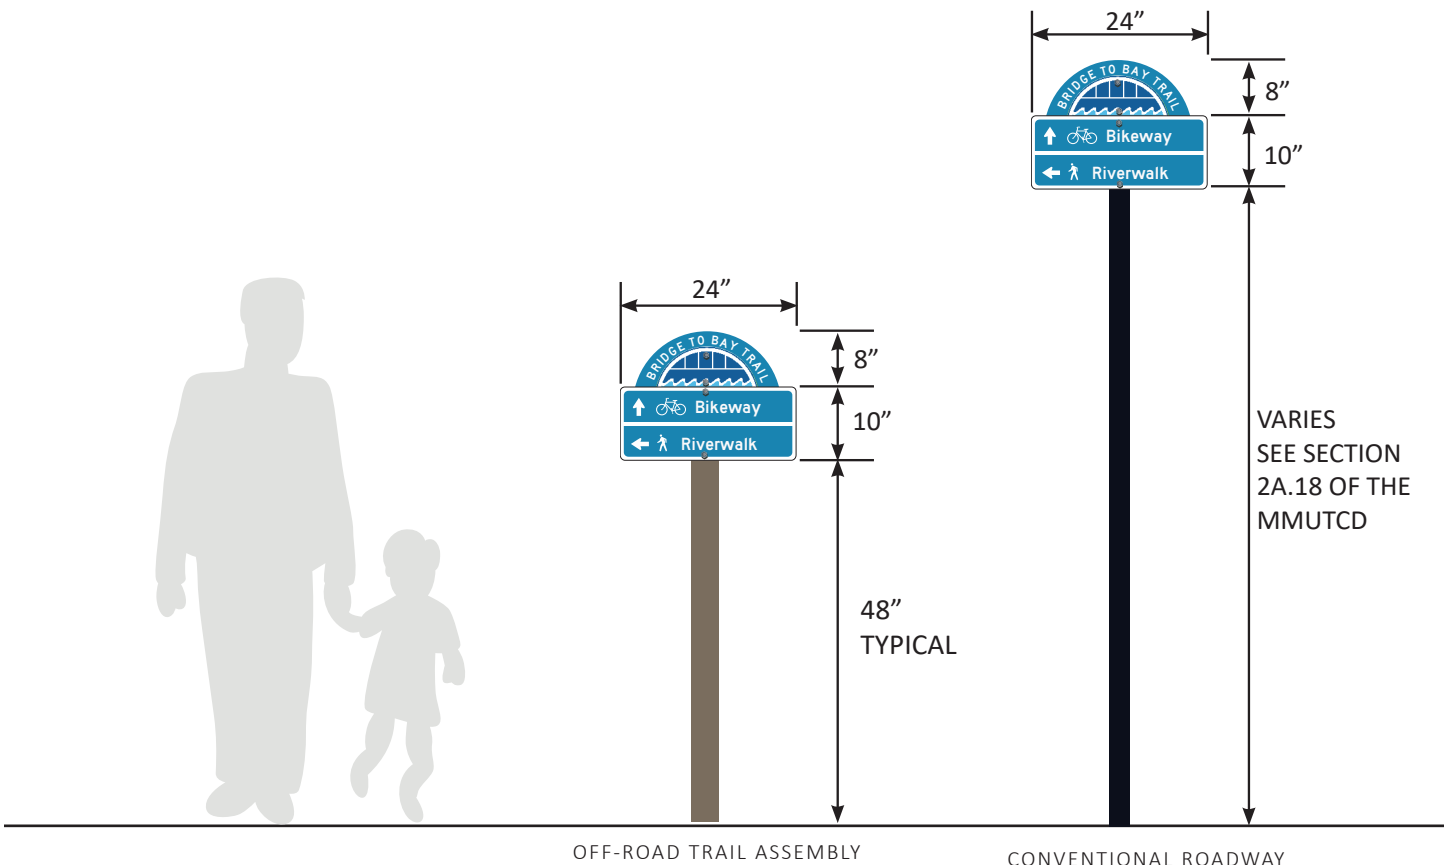 24”
BRIDGE TO BAY TRAIL
8”
Bikeway
10”
Riverwalk
48”
TYPICAL
OFF-ROAD TRAIL ASSEMBLY
24”
BRIDGE TO BAY TRAIL
8”
Bikeway
10”
Riverwalk
VARIES
SEE SECTION
2A.18 OF THE
MMUTCD
CONVENTIONAL ROADWAY